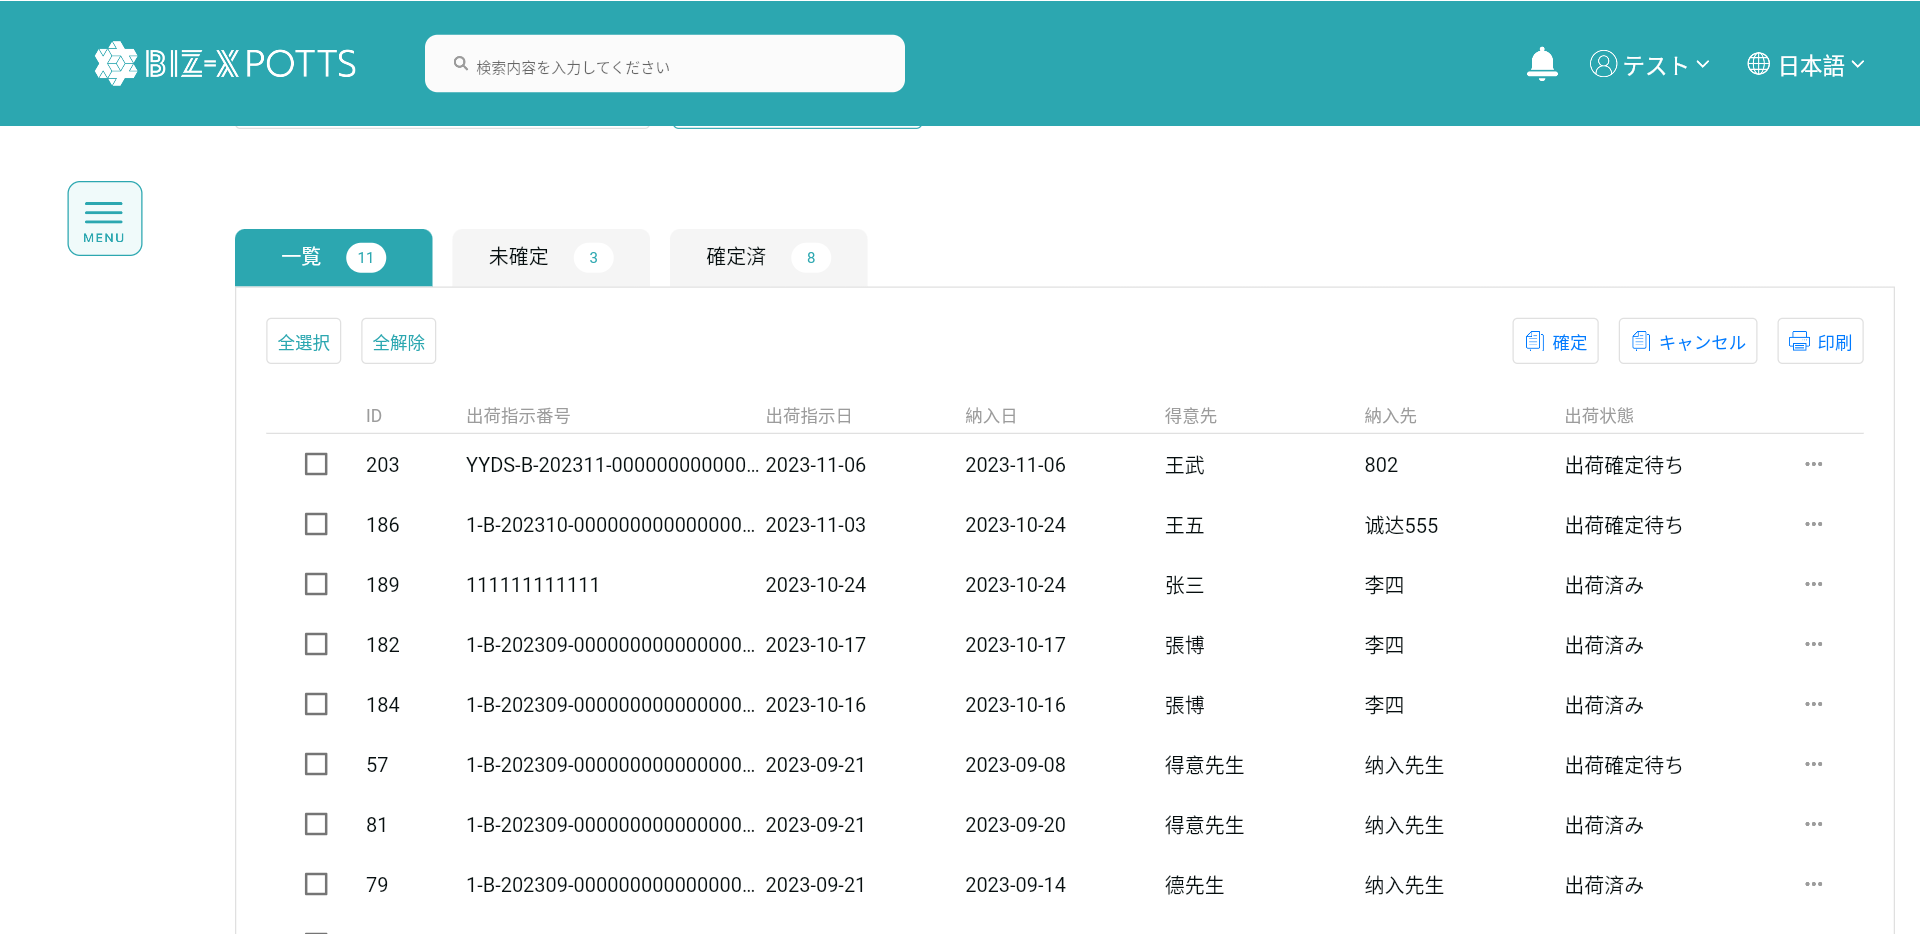 BIZ-X POTTS 検索内容を入力してください テスト 日本語
MENU
一覧 11 未確定 3 確定済 8
全選択 全解除 確定 キャンセル 印刷
ID 出荷指示番号 出荷指示日 納入日 得意先 納入先 出荷状態
203 YYDS-B-202311-000000000000... 2023-11-06 2023-11-06 王武 802 出荷確定待ち
186 1-B-202310-000000000000000... 2023-11-03 2023-10-24 王五 诚达555 出荷確定待ち
189 111111111111 2023-10-24 2023-10-24 张三 李四 出荷済み
182 1-B-202309-000000000000000... 2023-10-17 2023-10-17 張博 李四 出荷済み
184 1-B-202309-000000000000000... 2023-10-16 2023-10-16 張博 李四 出荷済み
57 1-B-202309-000000000000000... 2023-09-21 2023-09-08 得意先生 纳入先生 出荷確定待ち
81 1-B-202309-000000000000000... 2023-09-21 2023-09-20 得意先生 纳入先生 出荷済み
79 1-B-202309-000000000000000... 2023-09-21 2023-09-14 德先生 纳入先生 出荷済み